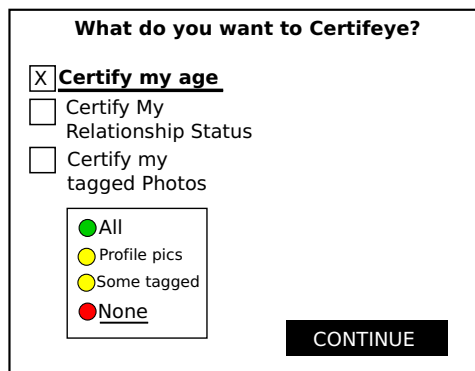 What do you want to Certifeye?
X Certify my age
Certify My
Relationship Status
Certify my
tagged Photos
All
Profile pics
Some tagged
None
CONTINUE